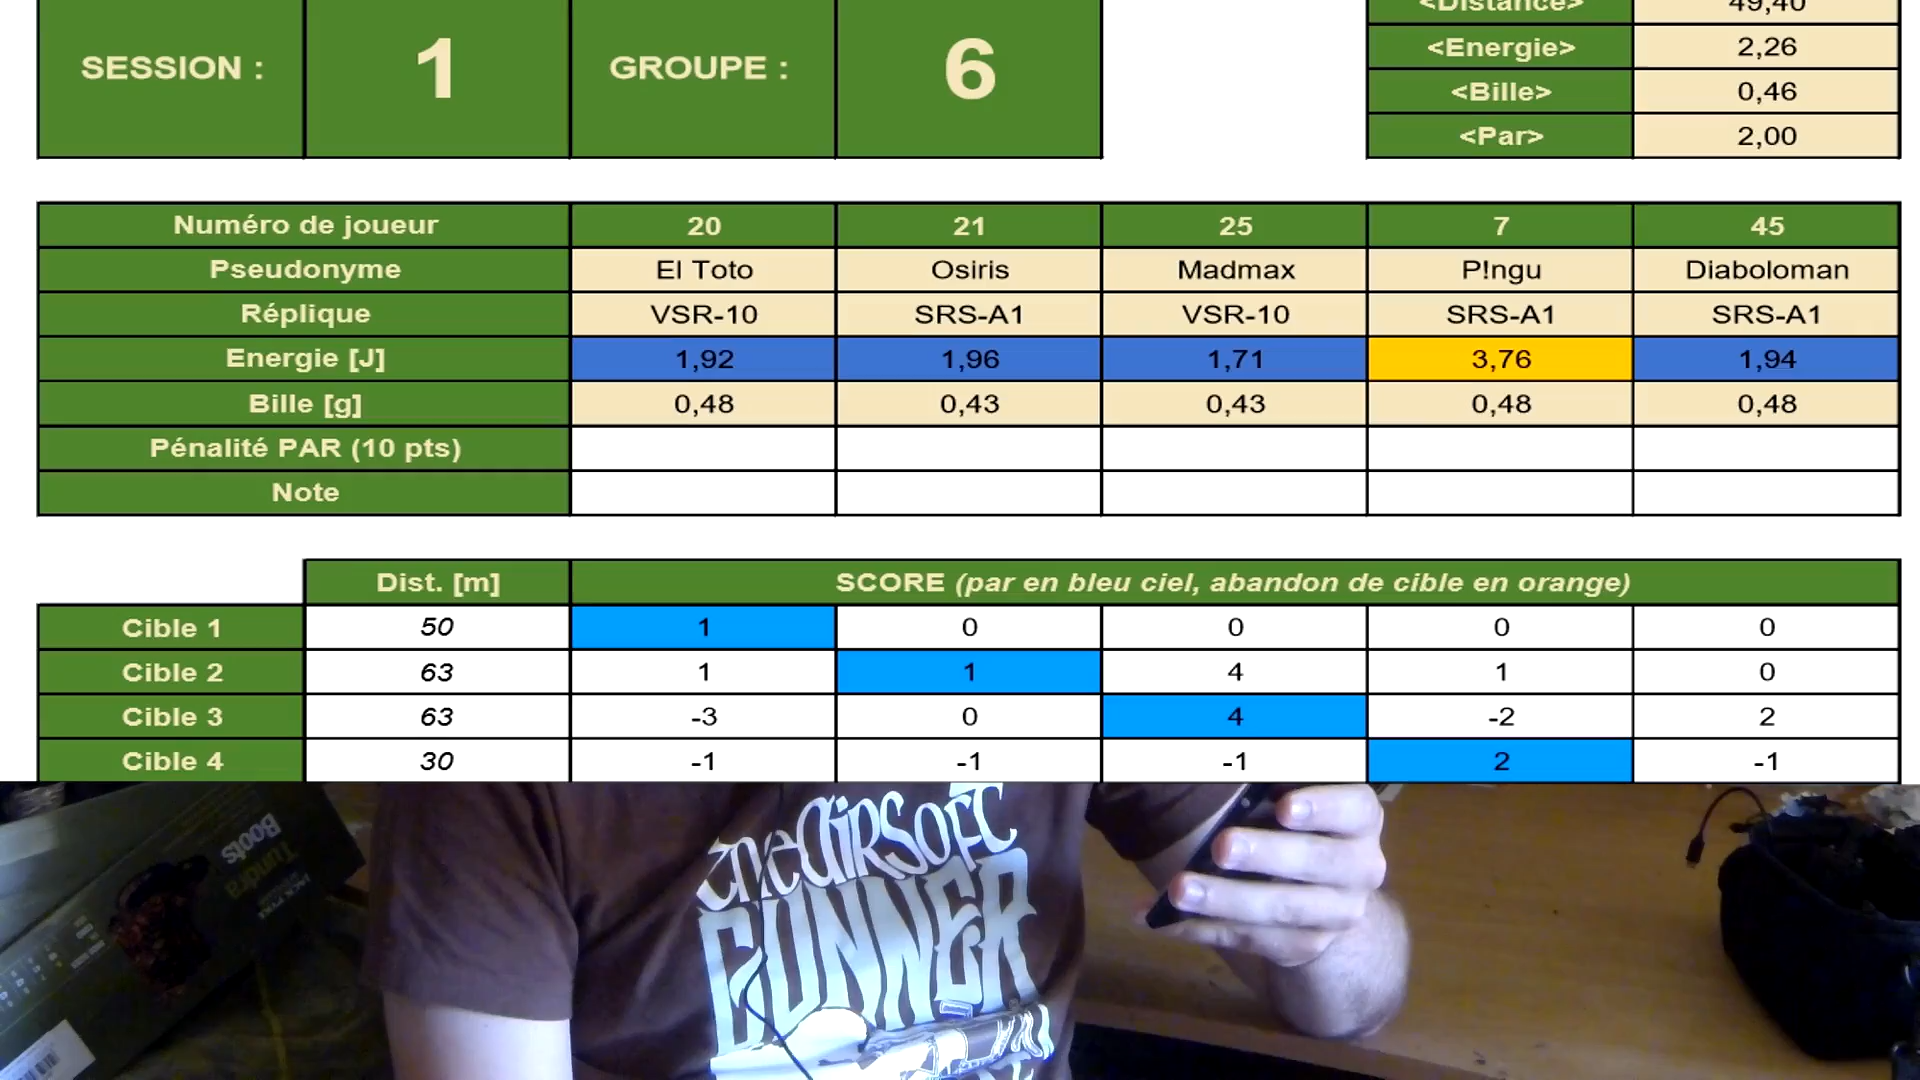 <Distance> 49,40
SESSION : 1 GROUPE : 6
<Energie> 2,26
<Bille> 0,46
<Par> 2,00
Numéro de joueur 20 21 25 7 45
Pseudonyme El Toto Osiris Madmax P!ngu Diaboloman
Réplique VSR-10 SRS-A1 VSR-10 SRS-A1 SRS-A1
Energie [J] 1,92 1,96 1,71 3,76 1,94
Bille [g] 0,48 0,43 0,43 0,48 0,48
Pénalité PAR (10 pts)
Note
Dist. [m] SCORE (par en bleu ciel, abandon de cible en orange)
Cible 1 50 1 0 0 0 0
Cible 2 63 1 1 4 1 0
Cible 3 63 -3 0 4 -2 2
Cible 4 30 -1 -1 -1 2 -1
Boots
Tundra
the AiRSoft
GUNNER